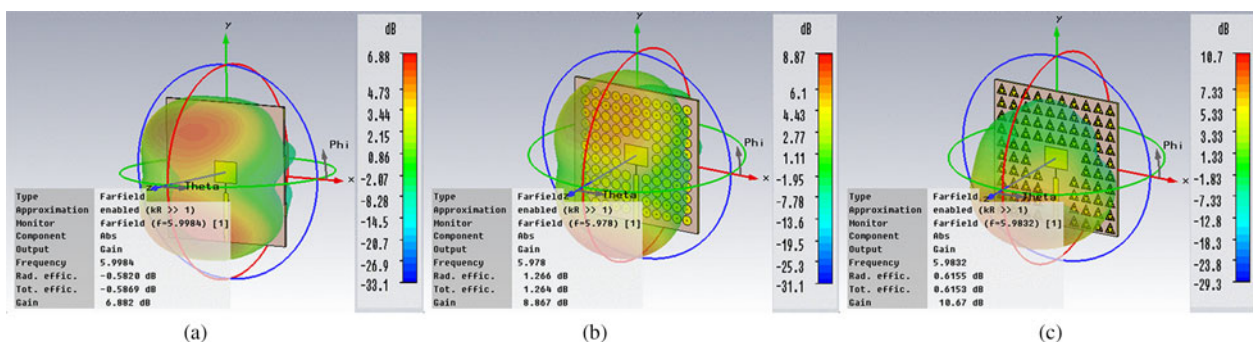 y
x
z
Phi
Theta
Type Farfield
Approximation enabled (kR >> 1)
Monitor farfield (f=5.9984) [1]
Component Abs
Output Gain
Frequency 5.9984
Rad. effic. -0.5820 dB
Tot. effic. -0.5869 dB
Gain 6.882 dB
dB
6.88
4.73
3.44
2.15
0.86
-2.07
-8.28
-14.5
-20.7
-26.9
-33.1
(a)
y
x
z
Phi
Theta
Type Farfield
Approximation enabled (kR >> 1)
Monitor farfield (f=5.978) [1]
Component Abs
Output Gain
Frequency 5.978
Rad. effic. 1.266 dB
Tot. effic. 1.264 dB
Gain 8.867 dB
dB
8.87
6.1
4.43
2.77
1.11
-1.95
-7.78
-13.6
-19.5
-25.3
-31.1
(b)
y
x
z
Phi
Theta
Type Farfield
Approximation enabled (kR >> 1)
Monitor farfield (f=5.9832) [1]
Component Abs
Output Gain
Frequency 5.9832
Rad. effic. 0.6155 dB
Tot. effic. 0.6153 dB
Gain 10.67 dB
dB
10.7
7.33
5.33
3.33
1.33
-1.83
-7.33
-12.8
-18.3
-23.8
-29.3
(c)